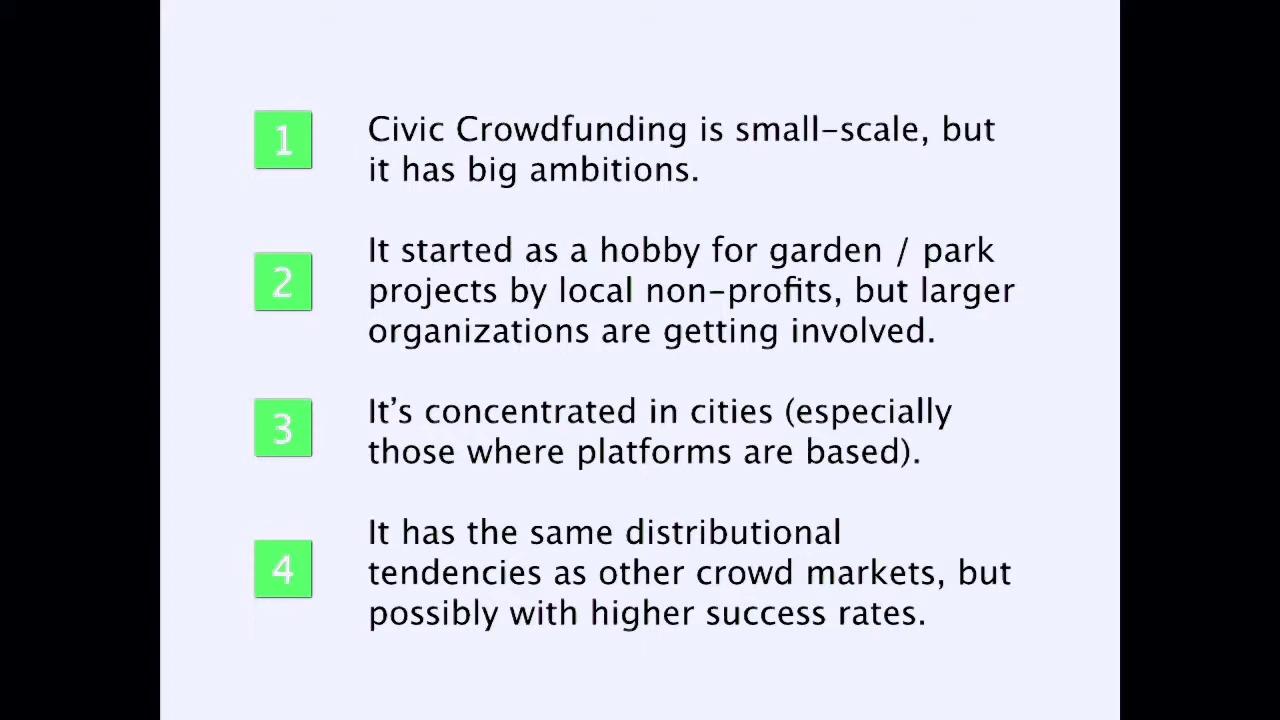 1
Civic Crowdfunding is small-scale, but
it has big ambitions.
2
It started as a hobby for garden / park
projects by local non-profits, but larger
organizations are getting involved.
3
It’s concentrated in cities (especially
those where platforms are based).
4
It has the same distributional
tendencies as other crowd markets, but
possibly with higher success rates.